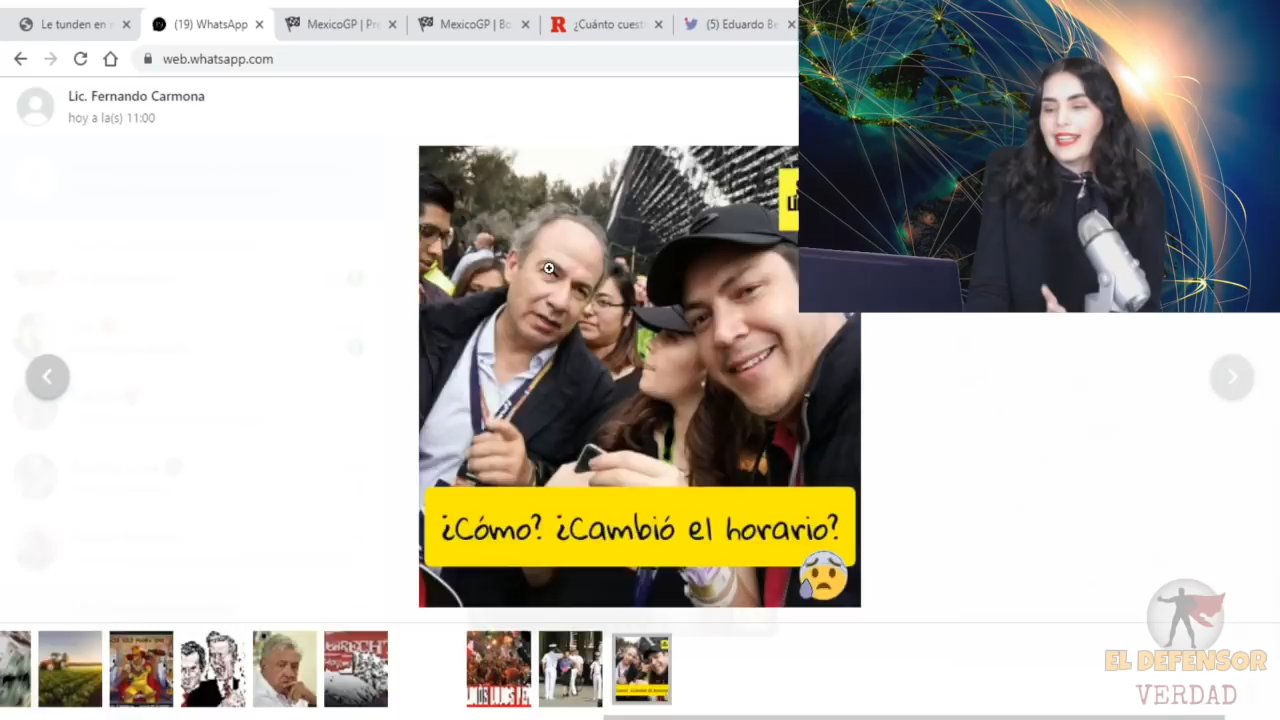 Le tunden en
(19) WhatsApp
MexicoGP | Pr
MexicoGP | Bo
R
¿Cuánto cuest
(5) Eduardo Be
web.whatsapp.com
Lic. Fernando Carmona
hoy a la(s) 11:00
¿Cómo? ¿Cambió el horario?
EL DEFENSOR
VERDAD